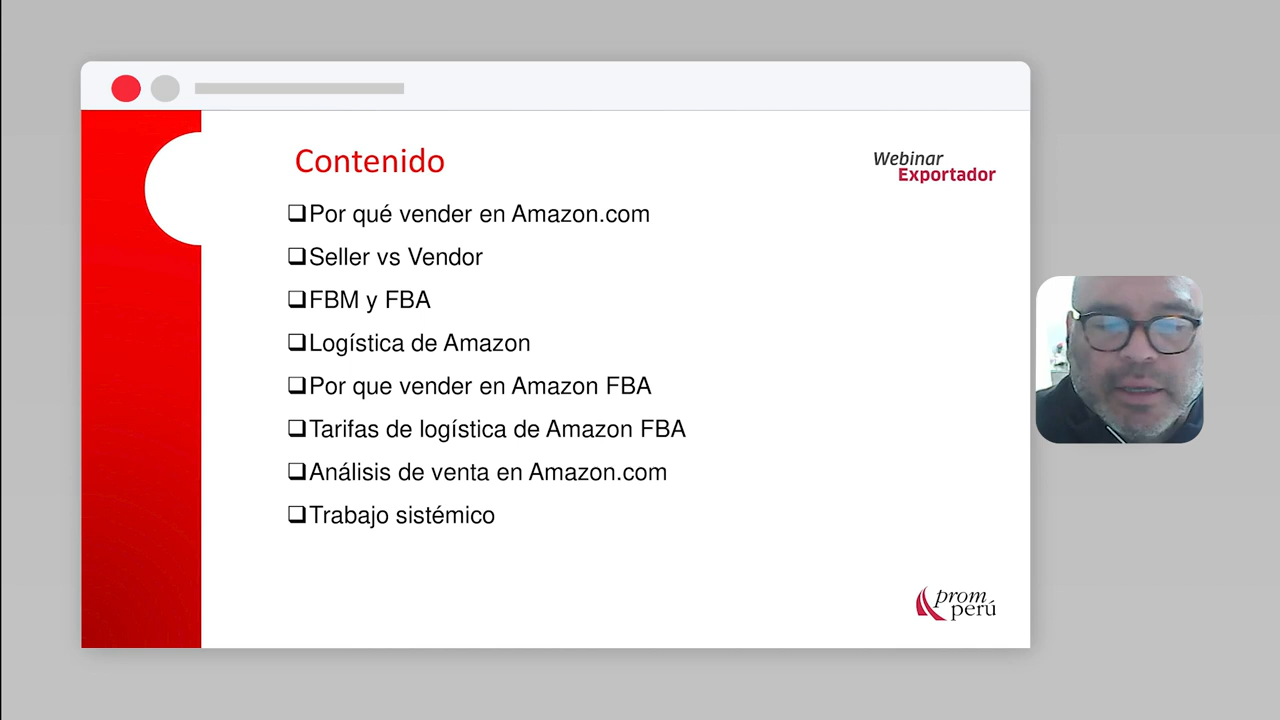 Contenido
Webinar
Exportador
Por qué vender en Amazon.com
Seller vs Vendor
FBM y FBA
Logística de Amazon
Por que vender en Amazon FBA
Tarifas de logística de Amazon FBA
Análisis de venta en Amazon.com
Trabajo sistémico
prom
perú